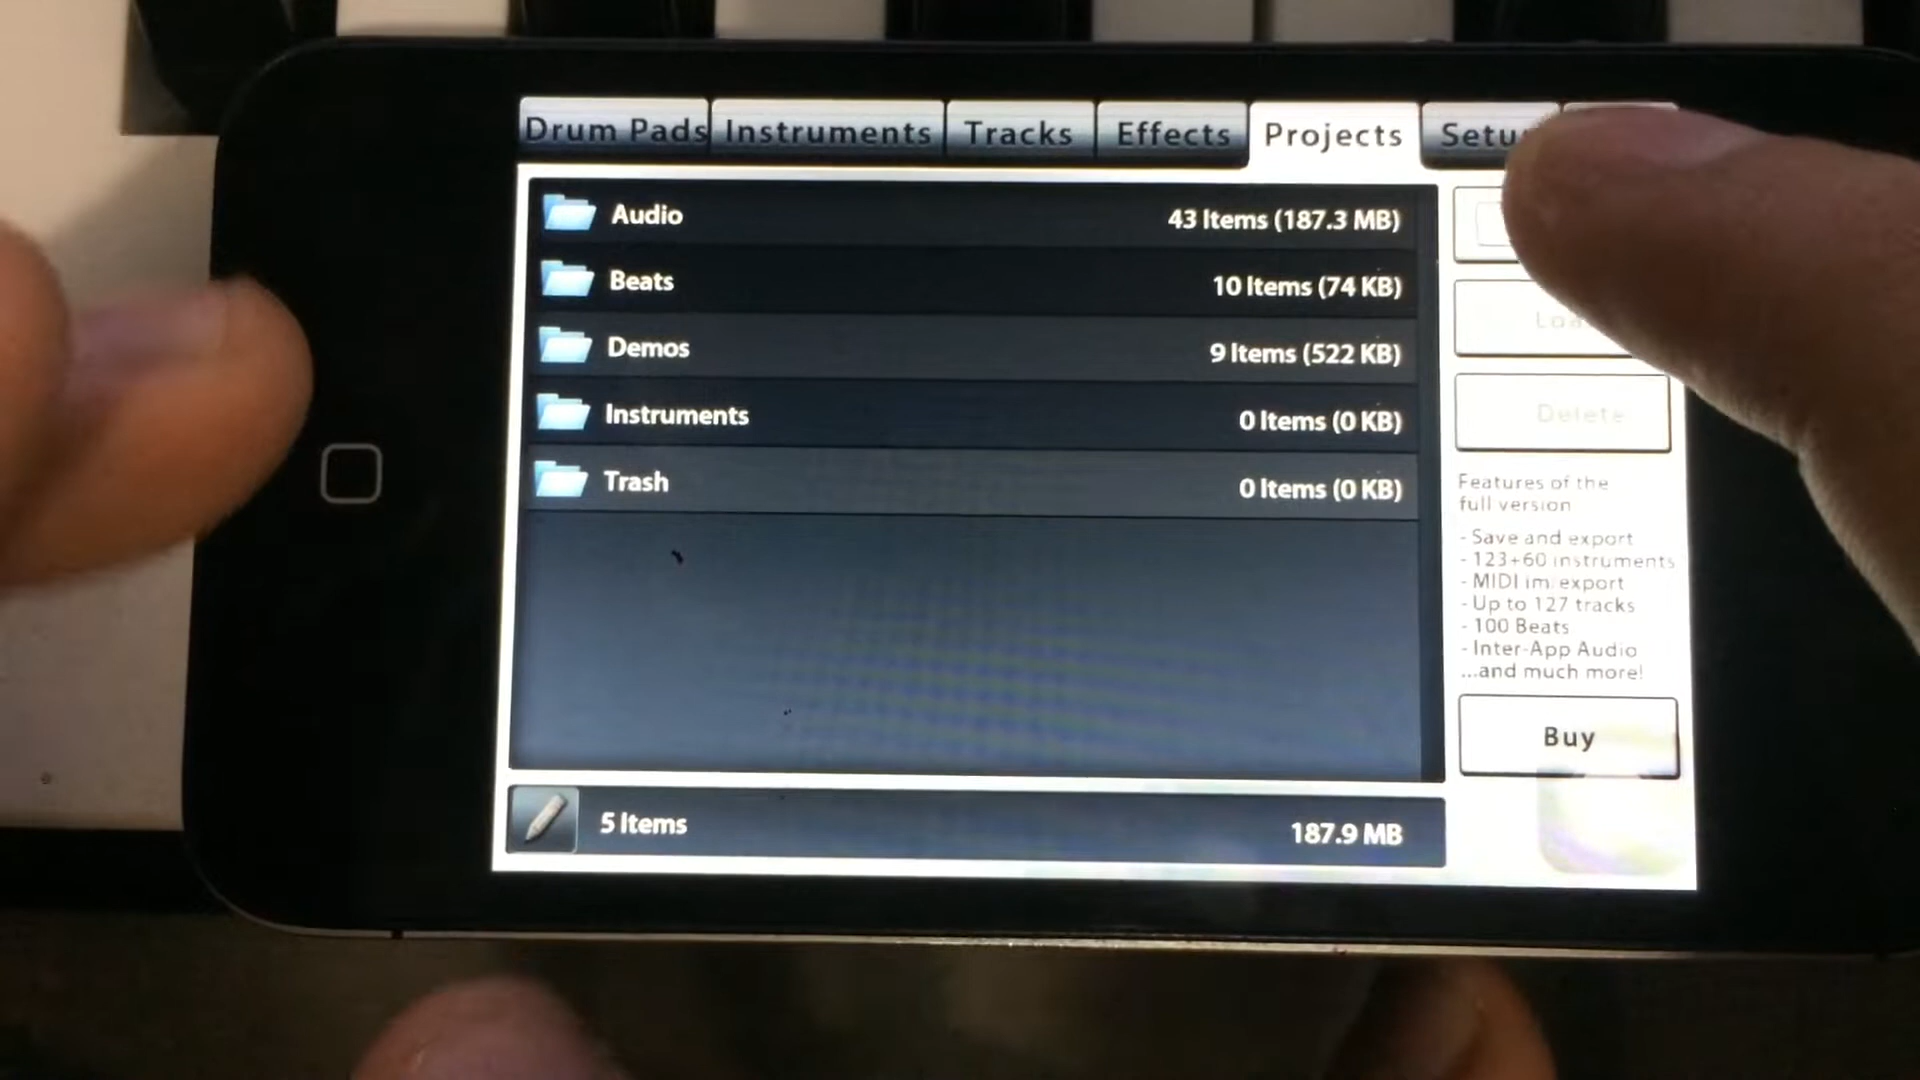 Drum Pads Instruments Tracks Effects Projects
Audio 43 Items (187.3 MB)
Beats 10 Items (74 KB)
Demos 9 Items (522 KB)
Instruments 0 Items (0 KB)
Trash 0 Items (0 KB)
5 Items 187.9 MB
Delete
Features of the
full version
- Save and export
- 123+60 instruments
- MIDI im export
- Up to 127 tracks
- 100 Beats
- Inter-App Audio
...and much more!
Buy